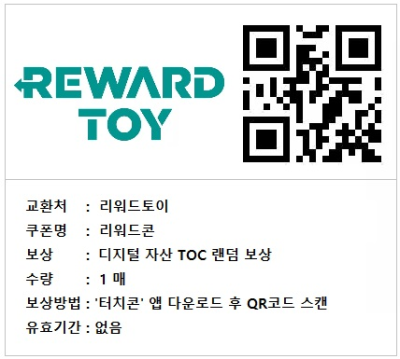 REWARD
TOY
교환처 : 리워드토이
쿠폰명 : 리워드콘
보상 : 디지털 자산 TOC 랜덤 보상
수량 : 1 매
보상방법 : '터치콘' 앱 다운로드 후 QR코드 스캔
유효기간 : 없음